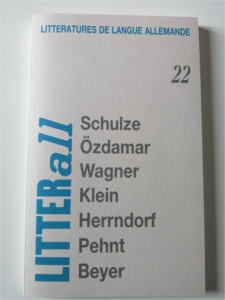 LITTERATURES DE LANGUE ALLEMANDE
22
LITTERall
Schulze
Özdamar
Wagner
Klein
Herrndorf
Pehnt
Beyer